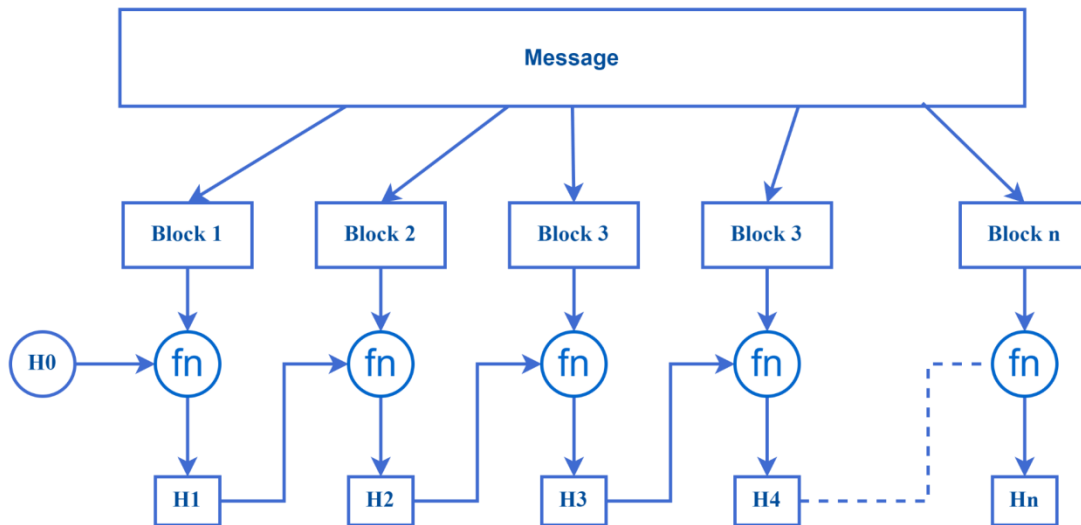 Message
Block 1
Block 2
Block 3
Block 3
Block n
H0
fn
fn
fn
fn
fn
H1
H2
H3
H4
Hn